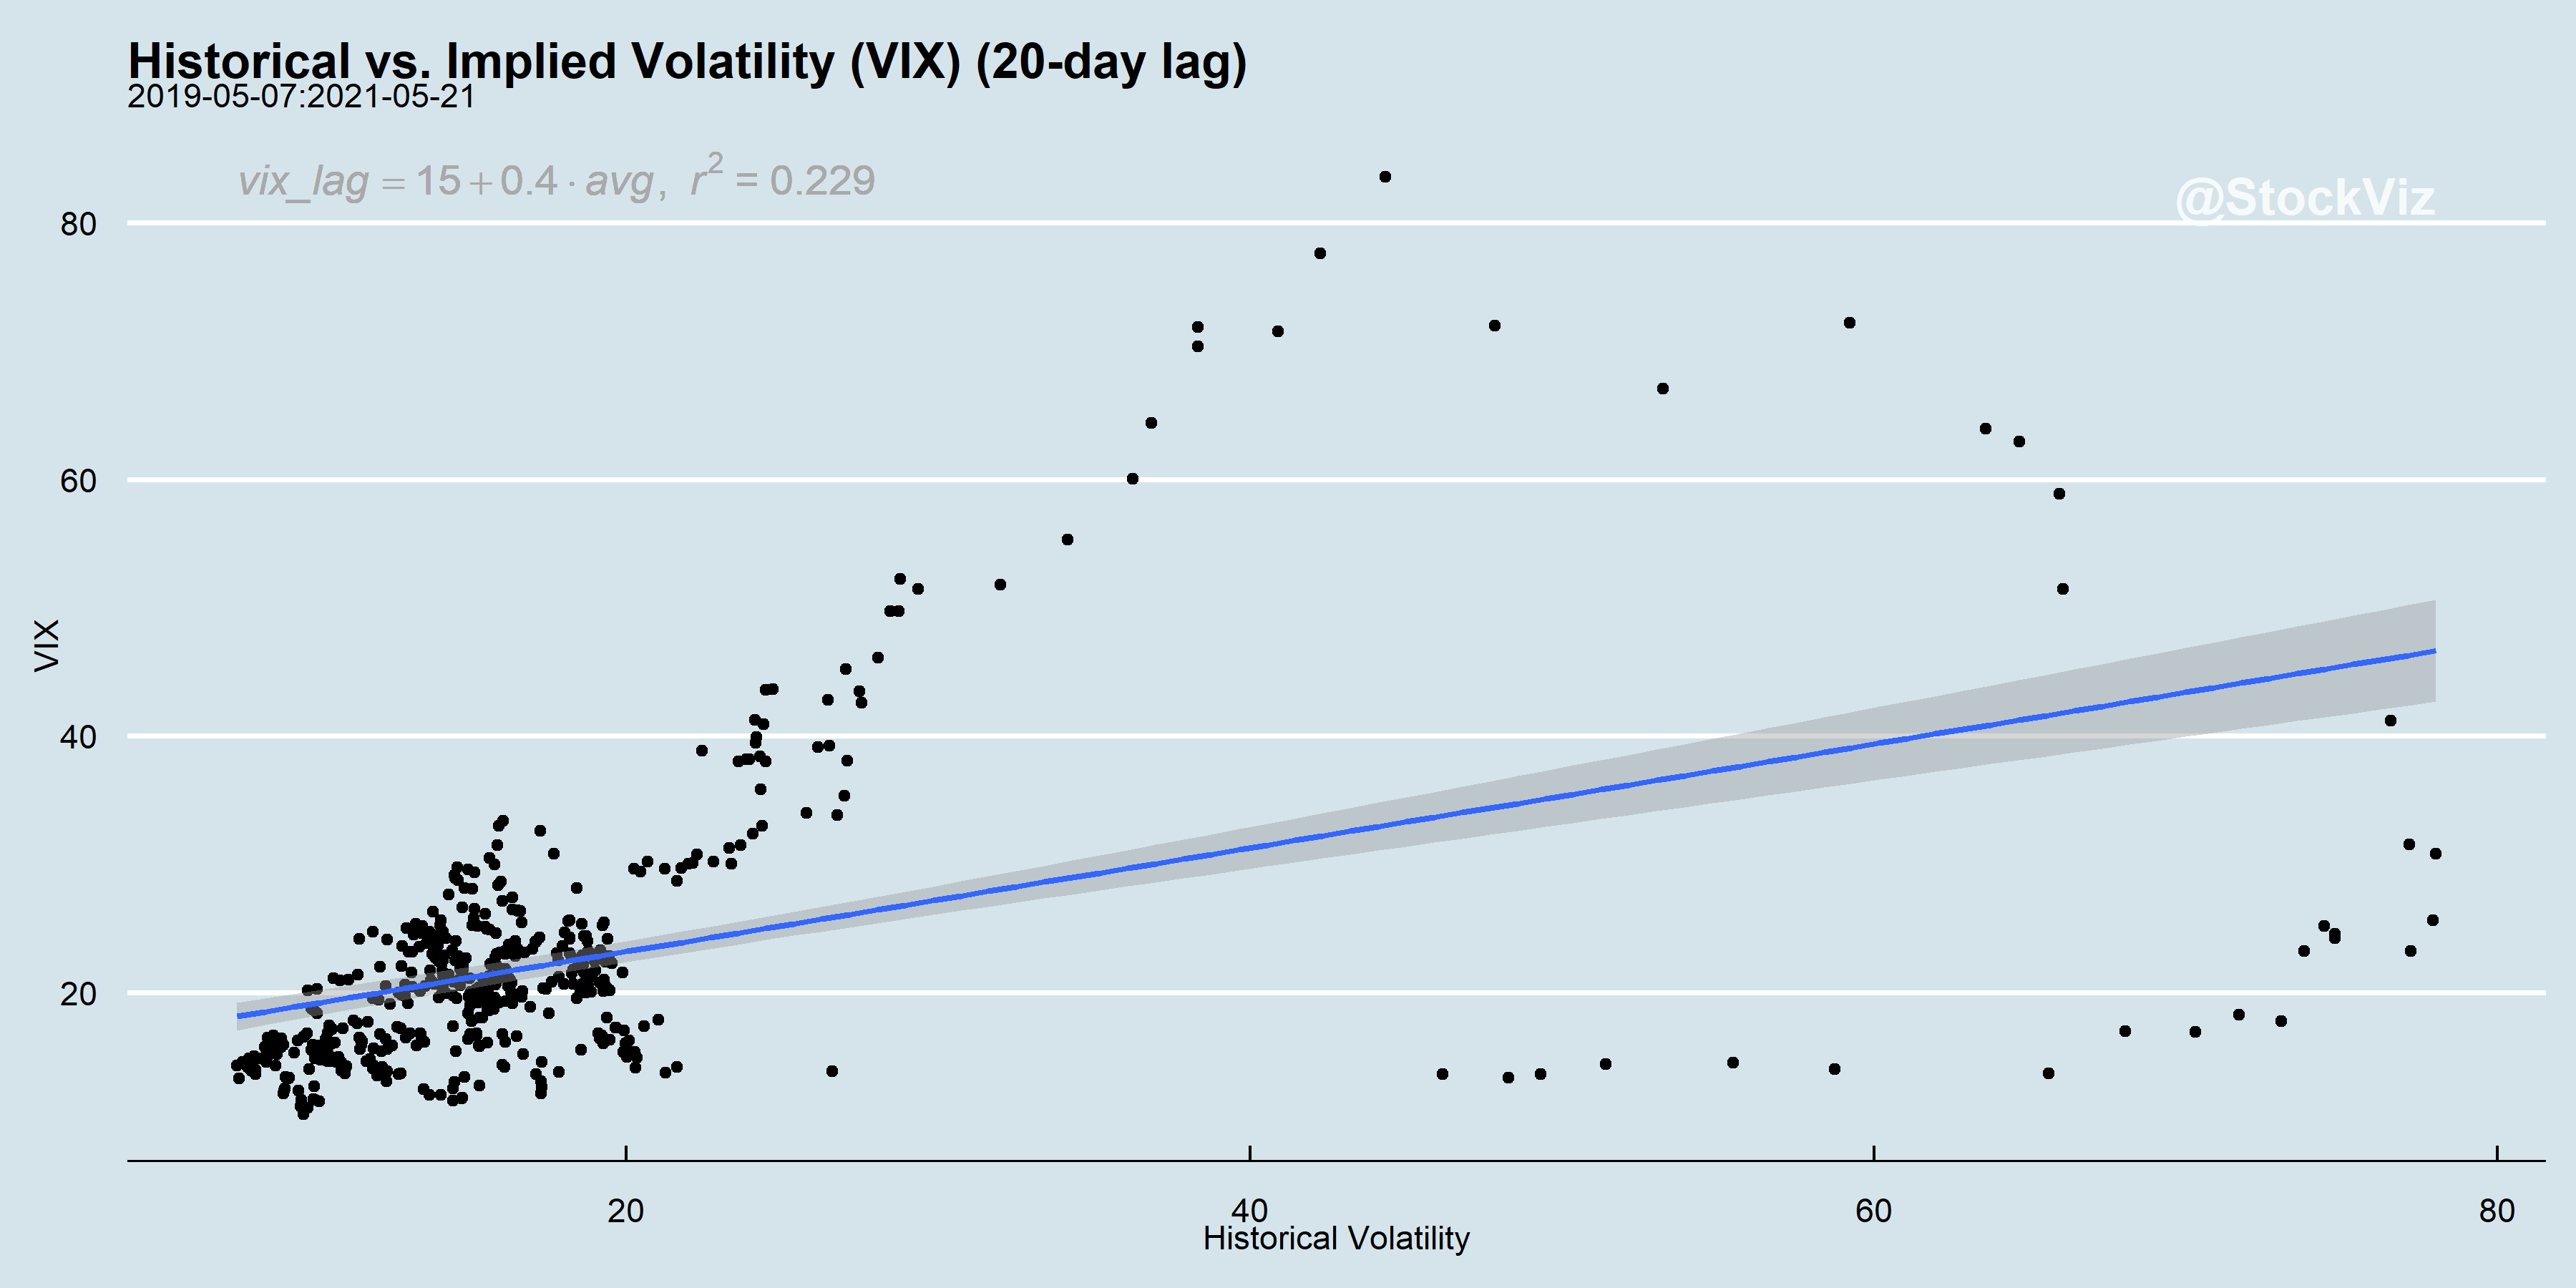 Historical vs. Implied Volatility (VIX) (20-day lag)
2019-05-07:2021-05-21
vix_lag = 15 + 0.4 · avg, r² = 0.229
@StockViz
80
60
40
20
VIX
20 40 60 80
Historical Volatility